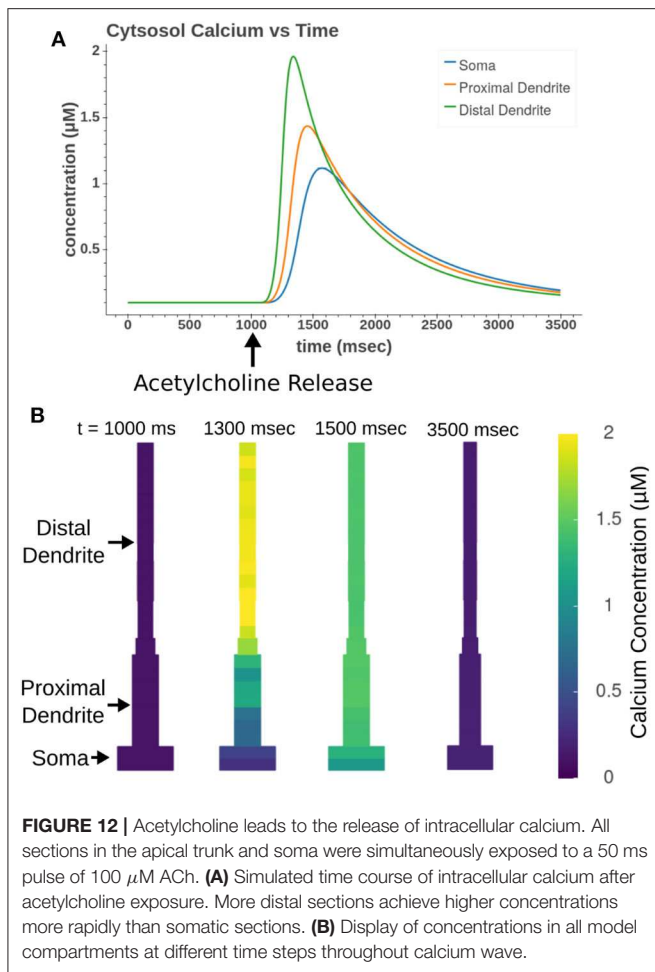 A
Cytsosol Calcium vs Time
2
1.5
1
0.5
concentration (µM)
Soma
Proximal Dendrite
Distal Dendrite
0
500
1000
1500
2000
2500
3000
3500
time (msec)
Acetylcholine Release
B
t = 1000 ms
1300 msec
1500 msec
3500 msec
Distal
Dendrite
Proximal
Dendrite
Soma
2
1.5
1
0.5
0
Calcium Concentration (µM)
FIGURE 12 | Acetylcholine leads to the release of intracellular calcium. All
sections in the apical trunk and soma were simultaneously exposed to a 50 ms
pulse of 100 µM ACh. (A) Simulated time course of intracellular calcium after
acetylcholine exposure. More distal sections achieve higher concentrations
more rapidly than somatic sections. (B) Display of concentrations in all model
compartments at different time steps throughout calcium wave.